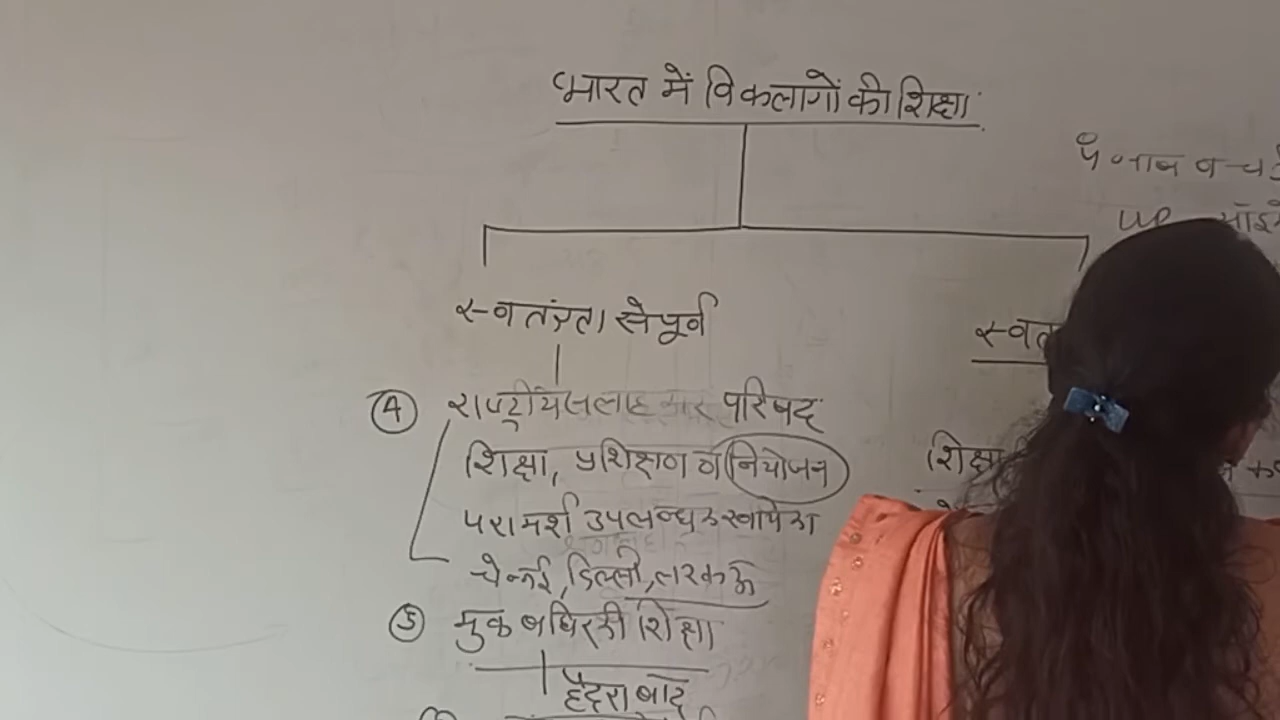 भारत में विकलागों की शिक्षा
पंजाब व
UP
स्वतंत्रता से पूर्व
स्वत
④ राष्ट्रीय सलाहकार परिषद
शिक्षा, प्रशिक्षण व नियोजन
शिक्षा
परामर्श उपलब्ध
चेन्नई, दिल्ली, लखनऊ
⑤ मुक बधिर की शिक्षा
हैदराबाद